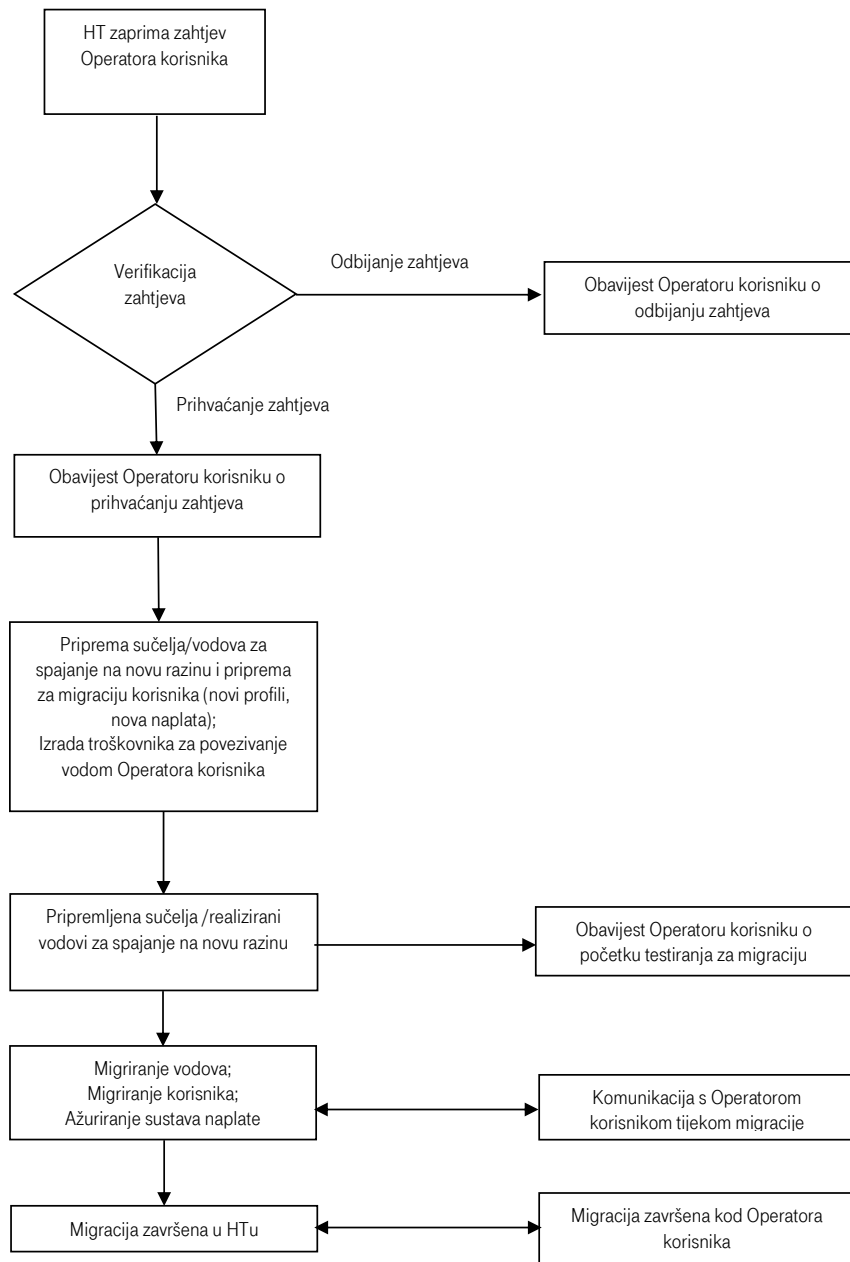 HT zaprima zahtjev
Operatora korisnika
Verifikacija
zahtjeva
Odbijanje zahtjeva
Obavijest Operatoru korisniku o
odbijanju zahtjeva
Prihvaćanje zahtjeva
Obavijest Operatoru korisniku o
prihvaćanju zahtjeva
Priprema sučelja/vodova za
spajanje na novu razinu i priprema
za migraciju korisnika (novi profili,
nova naplata);
Izrada troškovnika za povezivanje
vodom Operatora korisnika
Pripremljena sučelja /realizirani
vodovi za spajanje na novu razinu
Obavijest Operatoru korisniku o
početku testiranja za migraciju
Migriranje vodova;
Migriranje korisnika;
Ažuriranje sustava naplate
Komunikacija s Operatorom
korisnikom tijekom migracije
Migracija završena u HTu
Migracija završena kod Operatora
korisnika